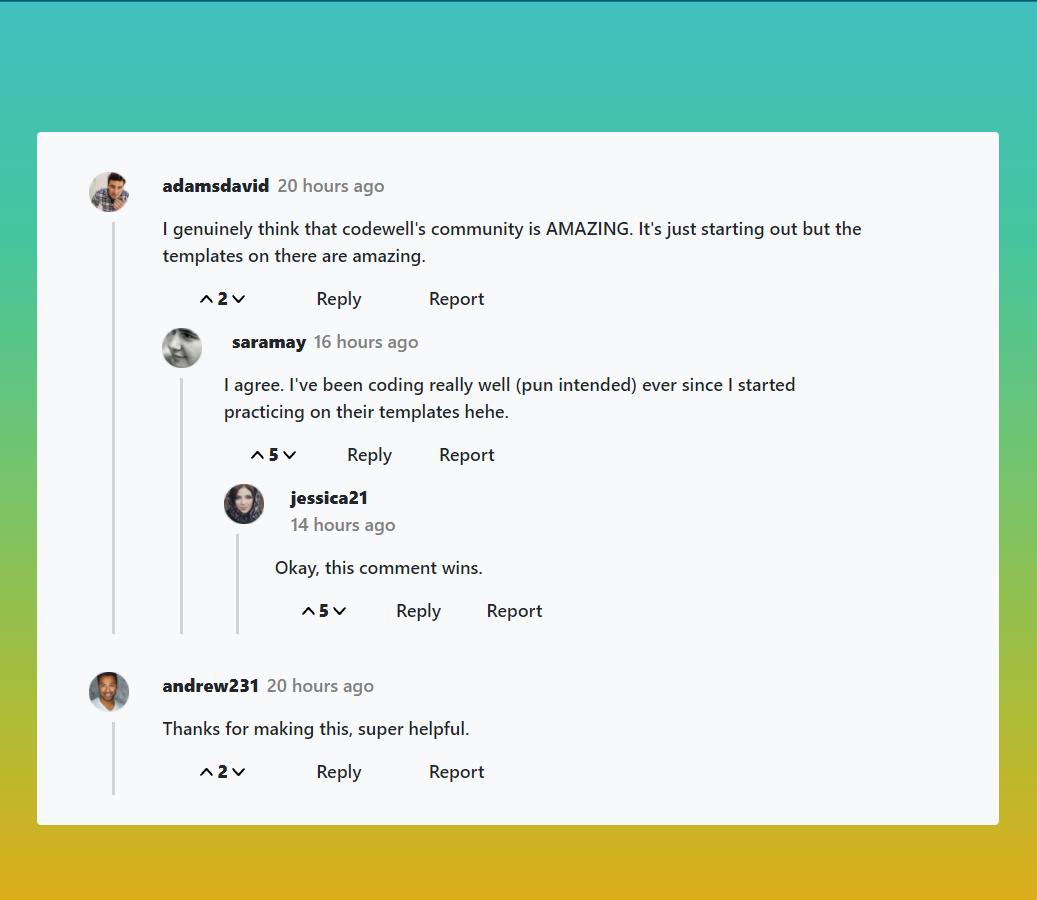 adamsdavid 20 hours ago
I genuinely think that codewell's community is AMAZING. It's just starting out but the
templates on there are amazing.
2 Reply Report
saramay 16 hours ago
I agree. I've been coding really well (pun intended) ever since I started
practicing on their templates hehe.
5 Reply Report
jessica21
14 hours ago
Okay, this comment wins.
5 Reply Report
andrew231 20 hours ago
Thanks for making this, super helpful.
2 Reply Report